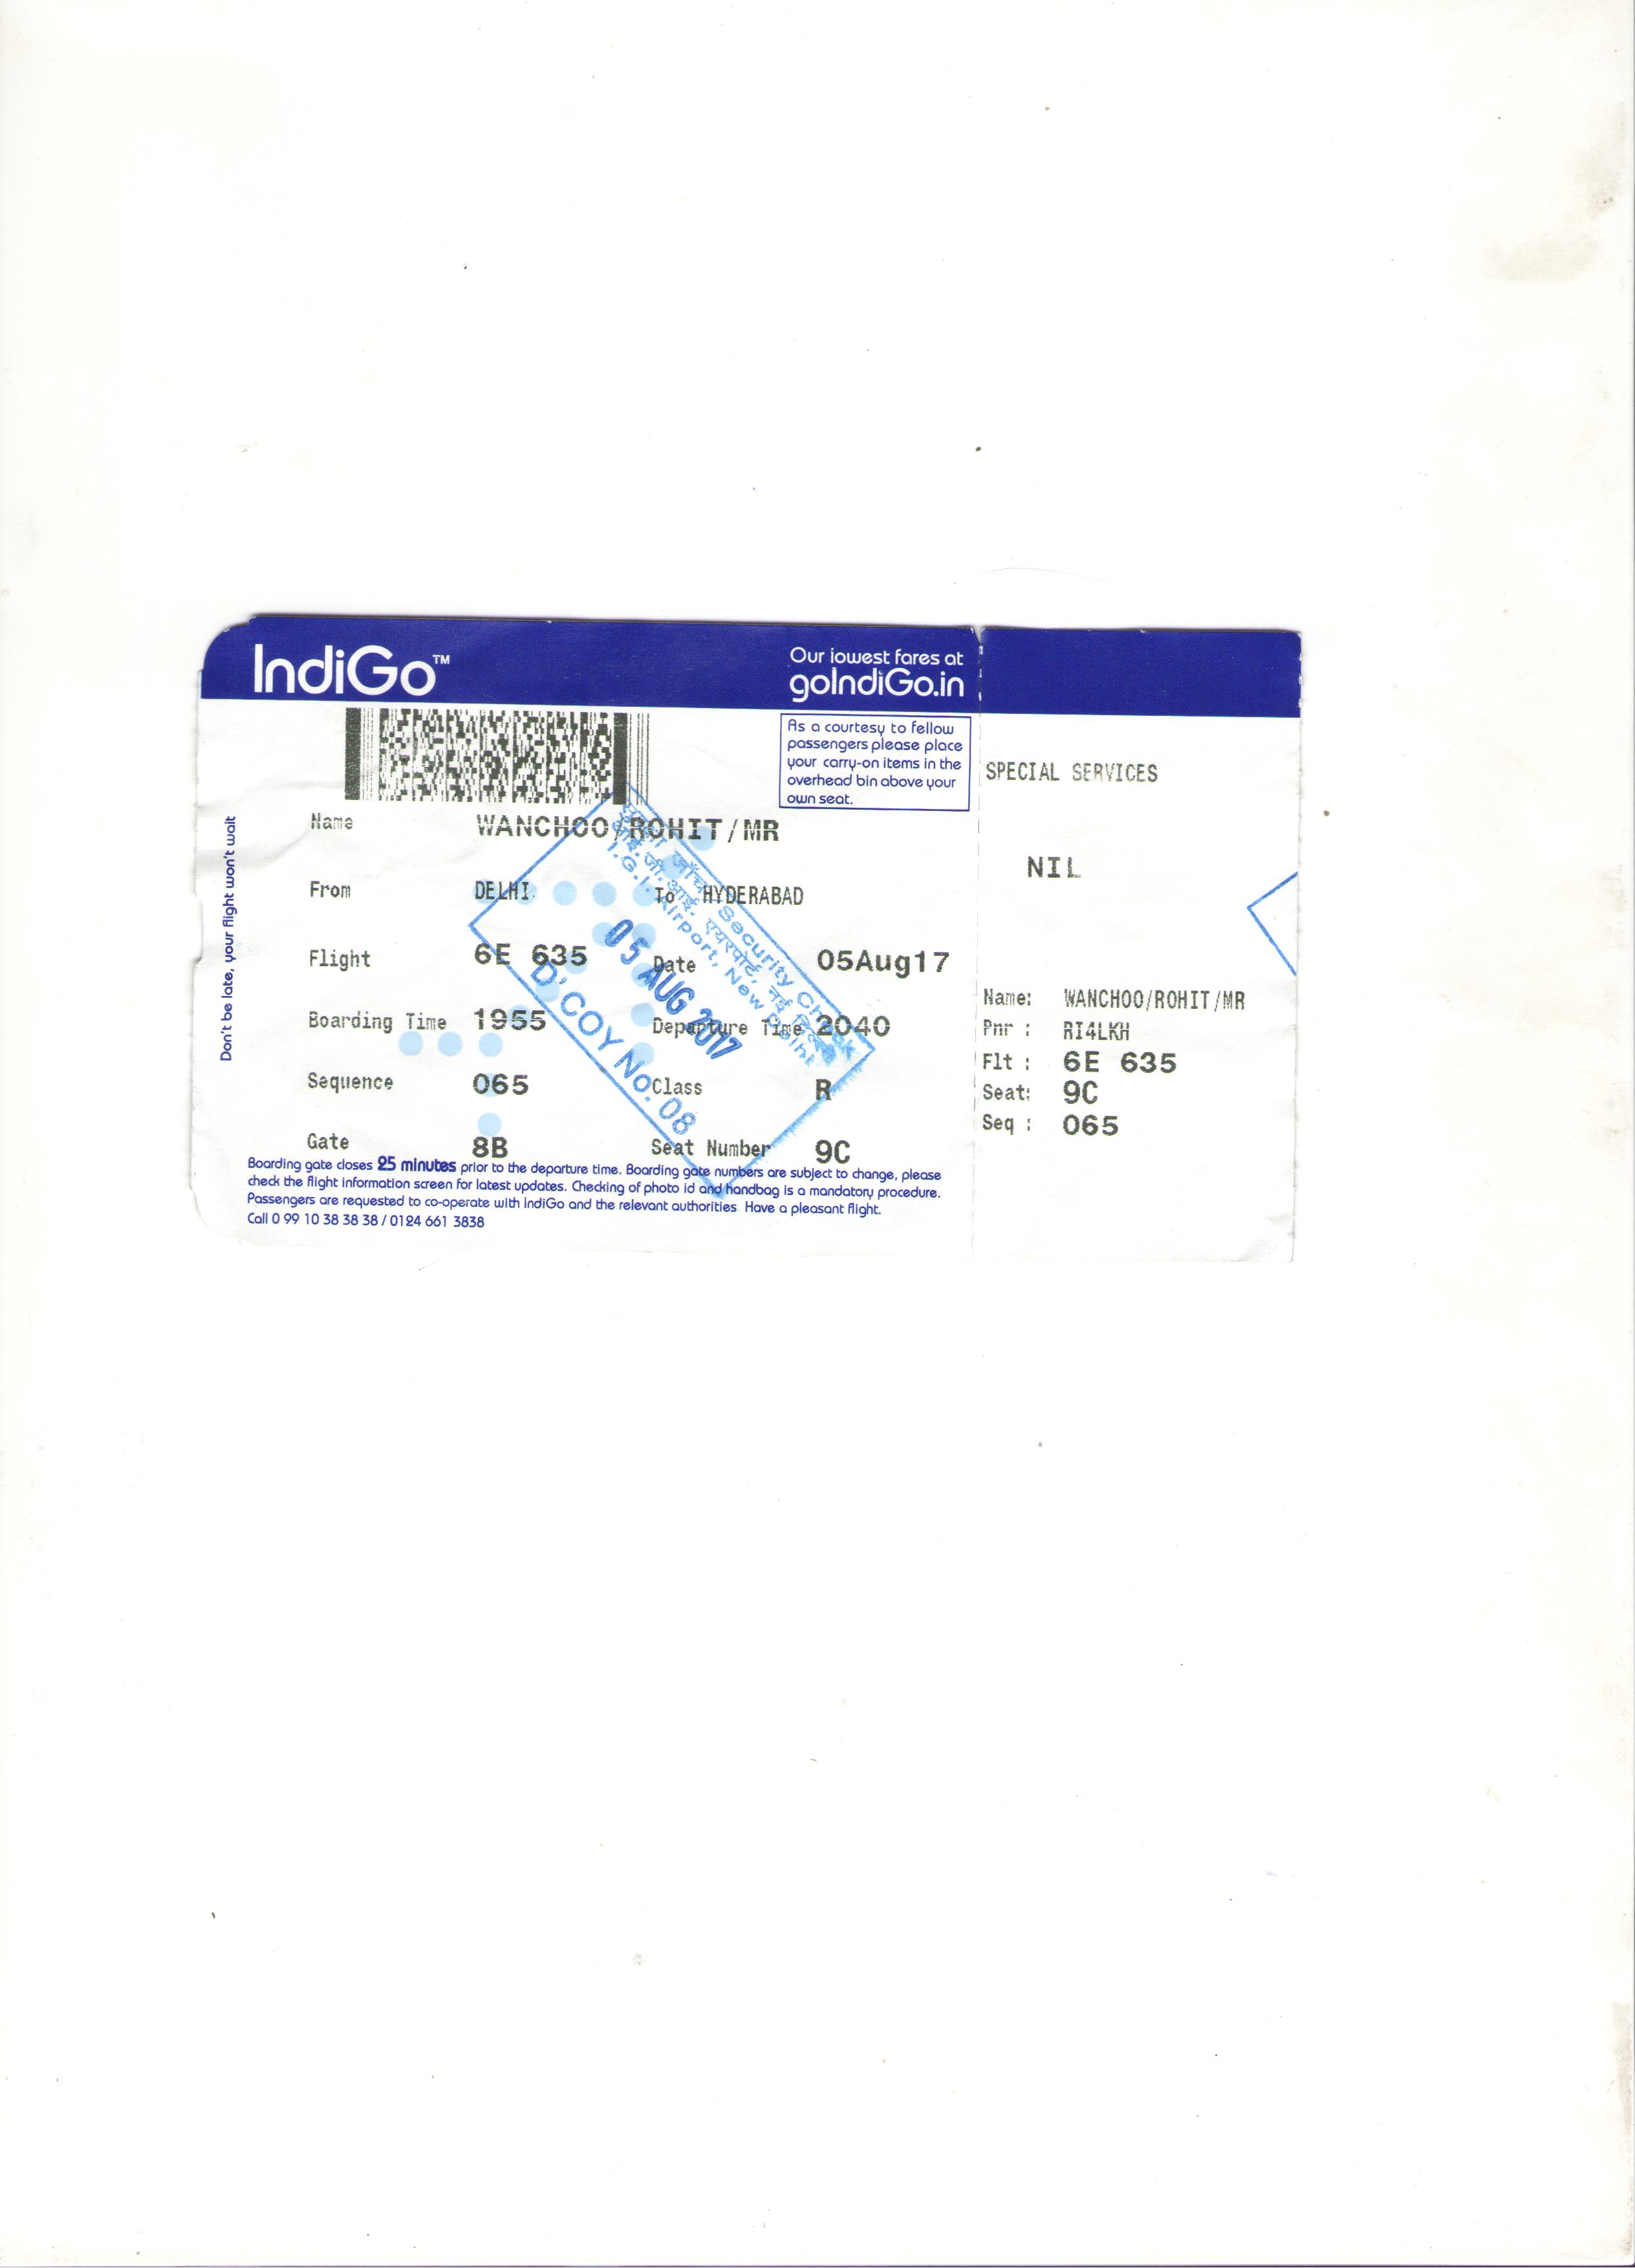 IndiGo™
Our lowest fares at
goIndiGo.in
As a courtesy to fellow
passengers please place
your carry-on items in the
overhead bin above your
own seat.
Don't be late, your flight won't wait
Name WANCHOO/ROHIT/MR
From DELHI To HYDERABAD
Flight 6E 635 Date 05Aug17
Boarding Time 1955 Departure Time 2040
Sequence 065 Class R
Gate 8B Seat Number 9C
Boarding gate closes 25 minutes prior to the departure time. Boarding gate numbers are subject to change, please
check the flight information screen for latest updates. Checking of photo id and handbag is a mandatory procedure.
Passengers are requested to co-operate with IndiGo and the relevant authorities. Have a pleasant flight.
Call 0 99 10 38 38 38 / 0124 661 3838
सुरक्षा जाँच Security Check
आई. जी. आई. एयरपोर्ट, नई दिल्ली
I.G.I. Airport, New Delhi
05 AUG 2017
D'COY No. 08
SPECIAL SERVICES
NIL
Name: WANCHOO/ROHIT/MR
Pnr : RI4LKH
Flt : 6E 635
Seat: 9C
Seq : 065